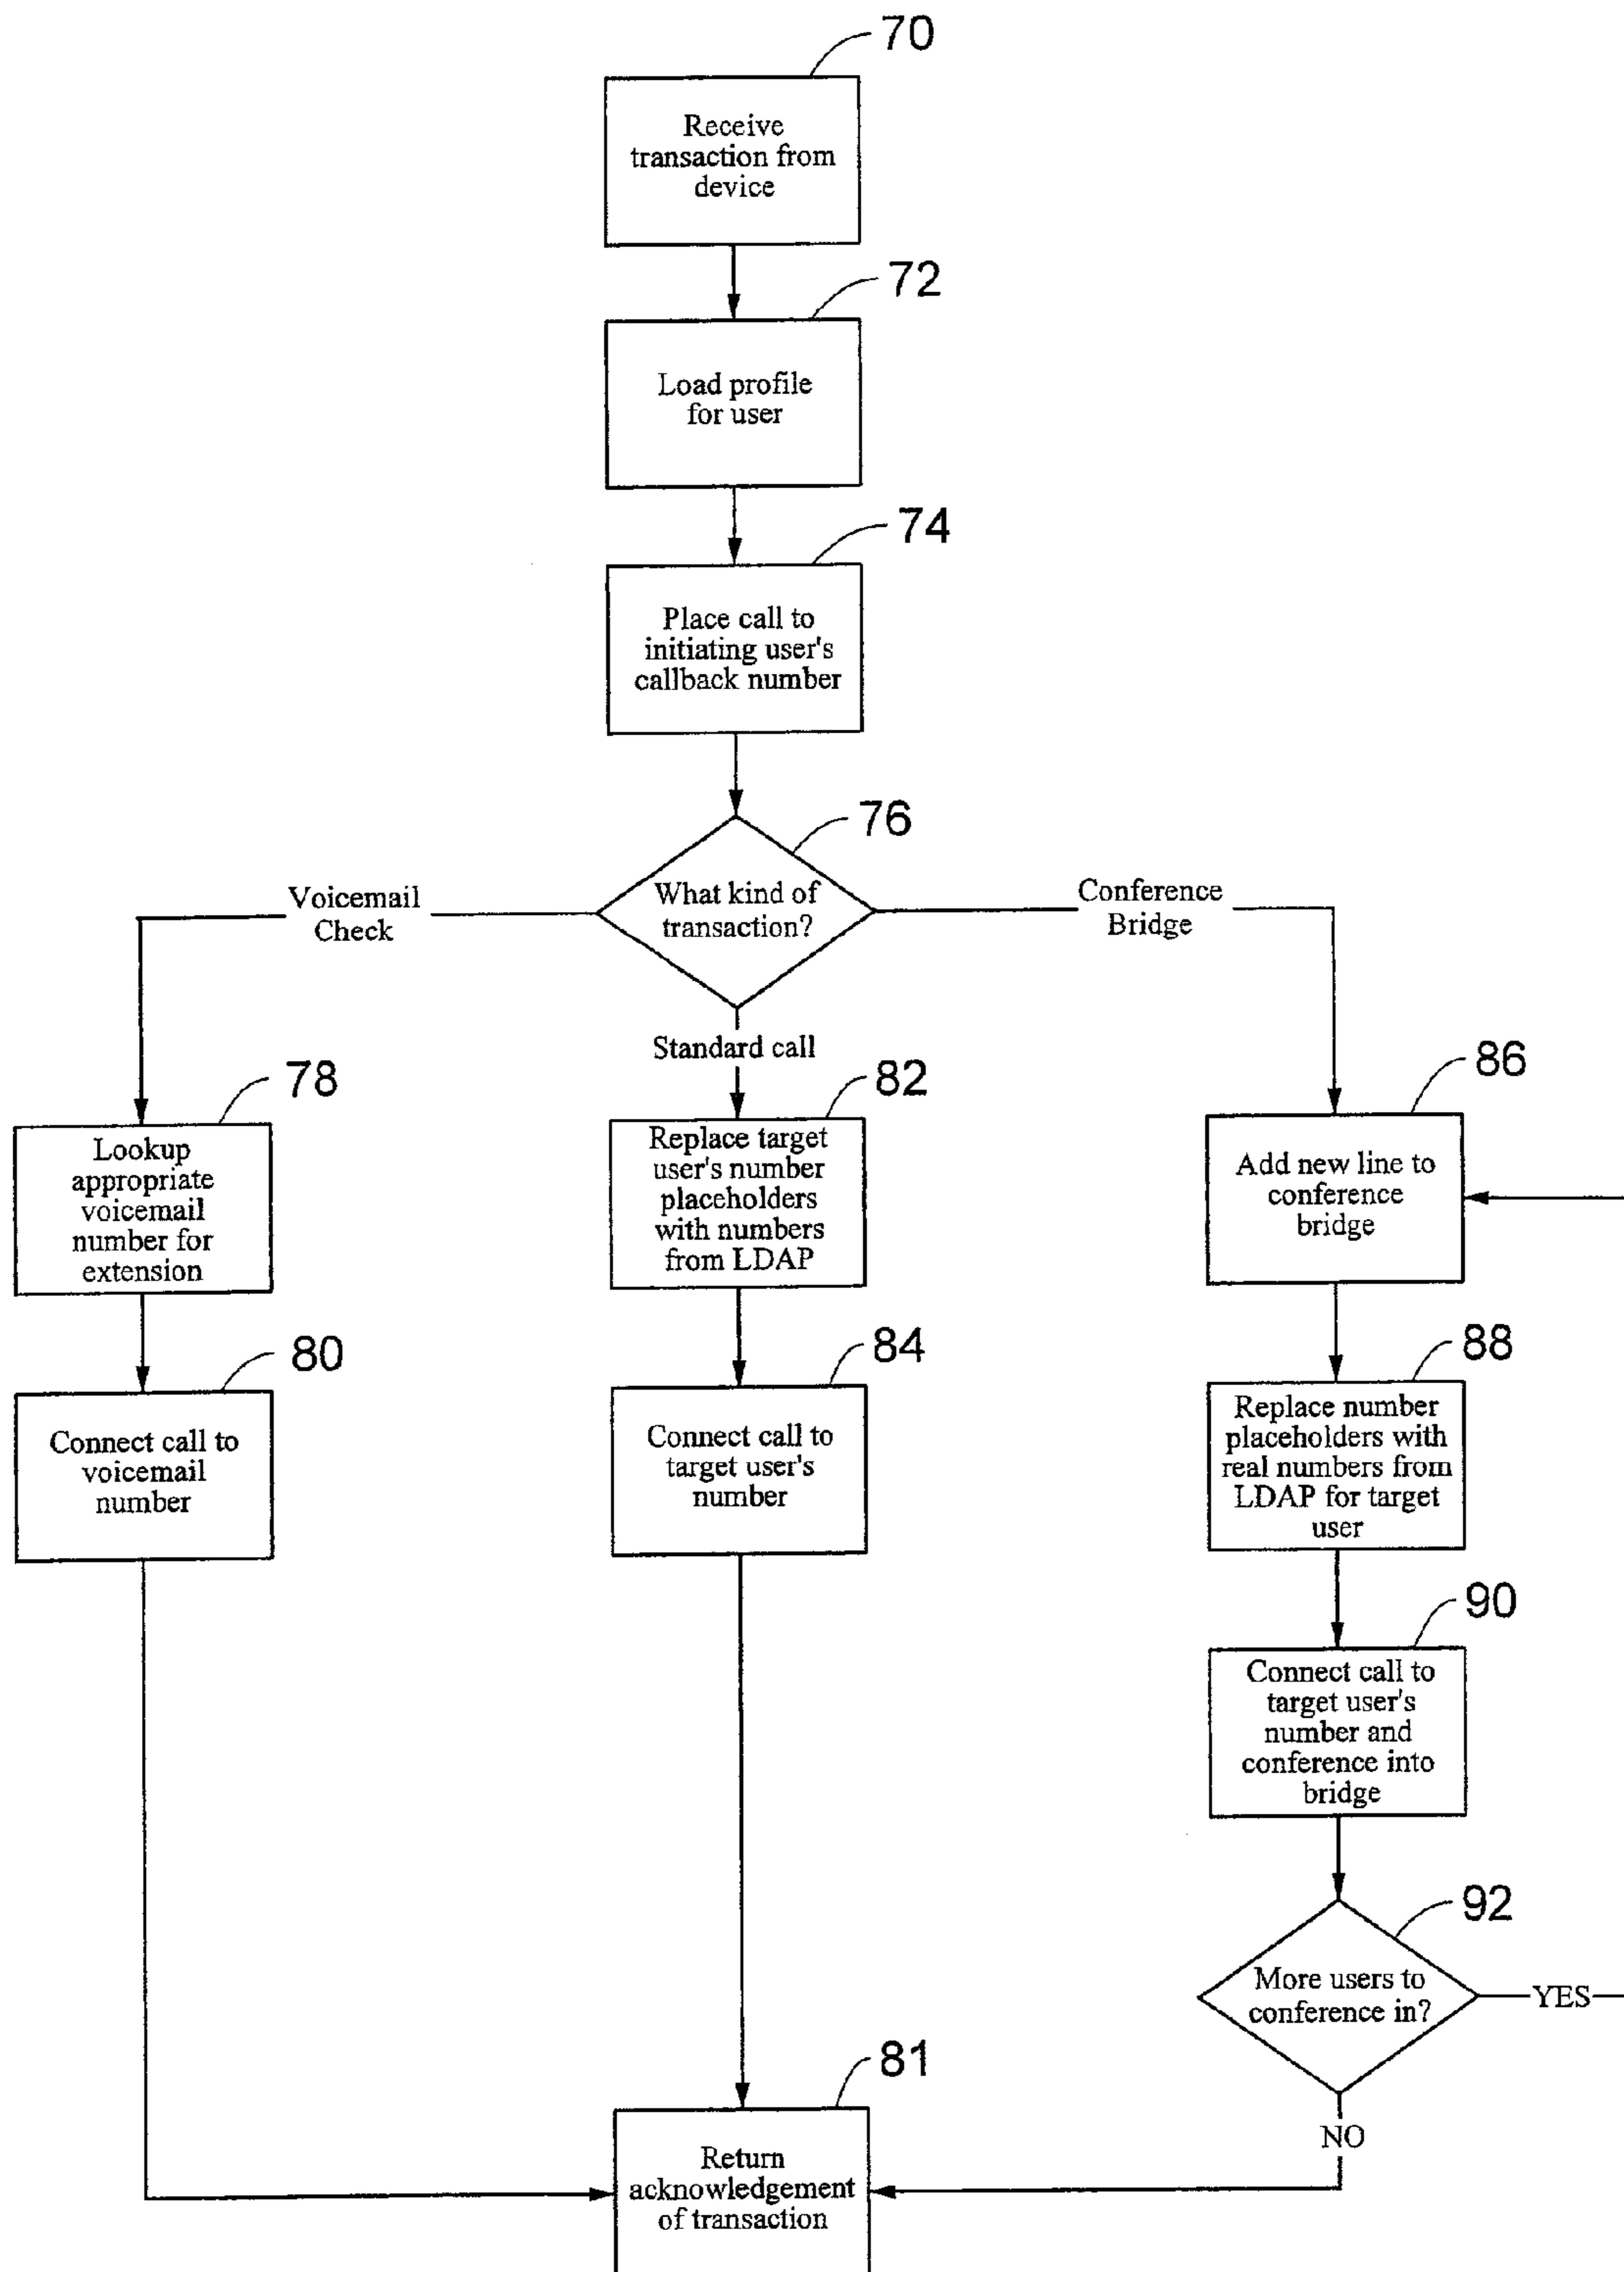 70
Receive
transaction from
device
72
Load profile
for user
74
Place call to
initiating user's
callback number
76
What kind of
transaction?
Voicemail
Check
Standard call
Conference
Bridge
78
Lookup
appropriate
voicemail
number for
extension
80
Connect call to
voicemail
number
82
Replace target
user's number
placeholders
with numbers
from LDAP
84
Connect call to
target user's
number
86
Add new line to
conference
bridge
88
Replace number
placeholders with
real numbers from
LDAP for target
user
90
Connect call to
target user's
number and
conference into
bridge
92
More users to
conference in?
YES
NO
81
Return
acknowledgement
of transaction